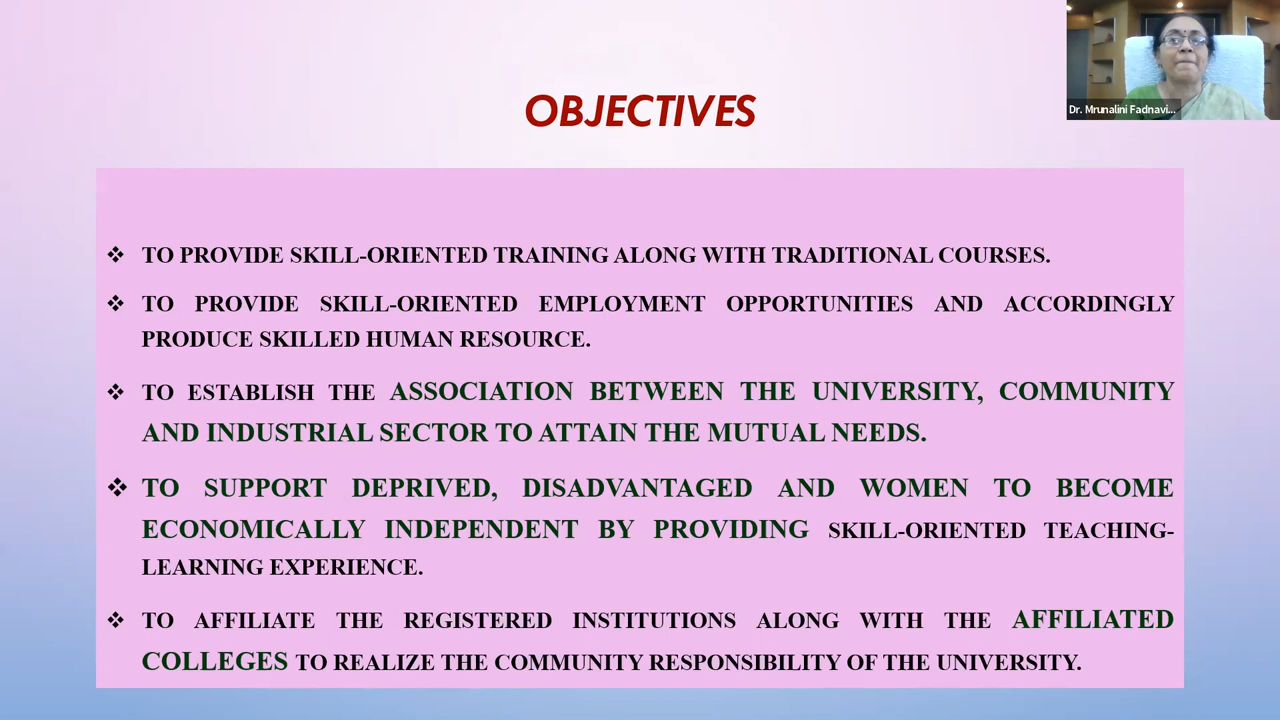 OBJECTIVES
Dr. Mrunalini Fadnavi...
❖ TO PROVIDE SKILL-ORIENTED TRAINING ALONG WITH TRADITIONAL COURSES.
❖ TO PROVIDE SKILL-ORIENTED EMPLOYMENT OPPORTUNITIES AND ACCORDINGLY
PRODUCE SKILLED HUMAN RESOURCE.
❖ TO ESTABLISH THE ASSOCIATION BETWEEN THE UNIVERSITY, COMMUNITY
AND INDUSTRIAL SECTOR TO ATTAIN THE MUTUAL NEEDS.
❖ TO SUPPORT DEPRIVED, DISADVANTAGED AND WOMEN TO BECOME
ECONOMICALLY INDEPENDENT BY PROVIDING SKILL-ORIENTED TEACHING-
LEARNING EXPERIENCE.
❖ TO AFFILIATE THE REGISTERED INSTITUTIONS ALONG WITH THE AFFILIATED
COLLEGES TO REALIZE THE COMMUNITY RESPONSIBILITY OF THE UNIVERSITY.